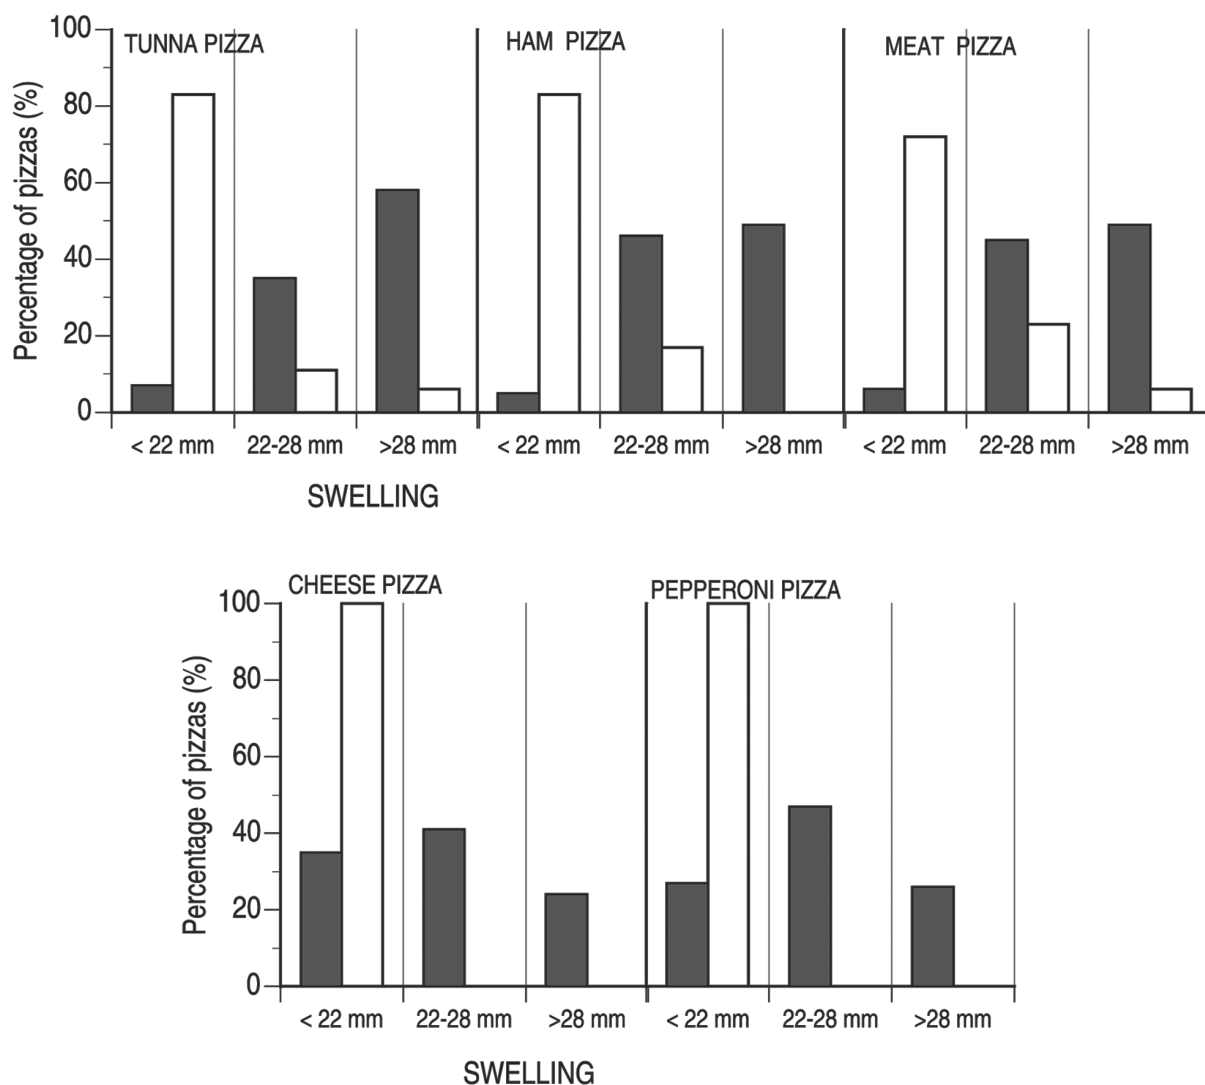 TUNNA PIZZA
HAM PIZZA
MEAT PIZZA
Percentage of pizzas (%)
100
80
60
40
20
0
< 22 mm 22-28 mm >28 mm < 22 mm 22-28 mm >28 mm < 22 mm 22-28 mm >28 mm
SWELLING
CHEESE PIZZA
PEPPERONI PIZZA
Percentage of pizzas (%)
100
80
60
40
20
0
< 22 mm 22-28 mm >28 mm < 22 mm 22-28 mm >28 mm
SWELLING